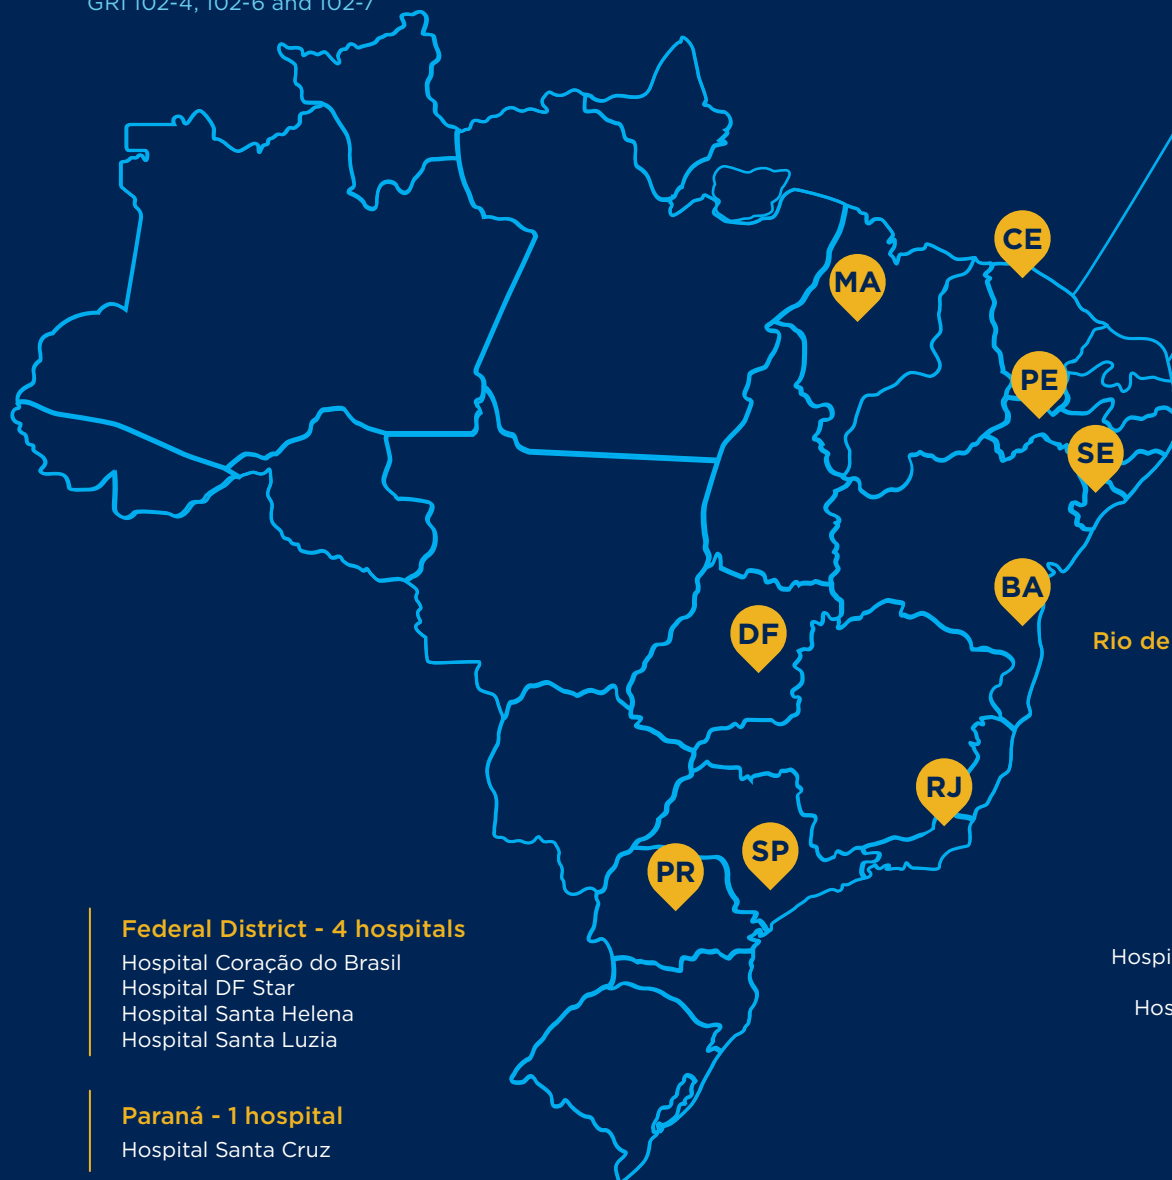 GRI 102-4, 102-6 and 102-7
CE
MA
PE
SE
BA
DF
Rio de
RJ
SP
PR
Federal District - 4 hospitals
Hospital Coração do Brasil
Hospital DF Star
Hospital Santa Helena
Hospital Santa Luzia
Hospi
Hos
Paraná - 1 hospital
Hospital Santa Cruz